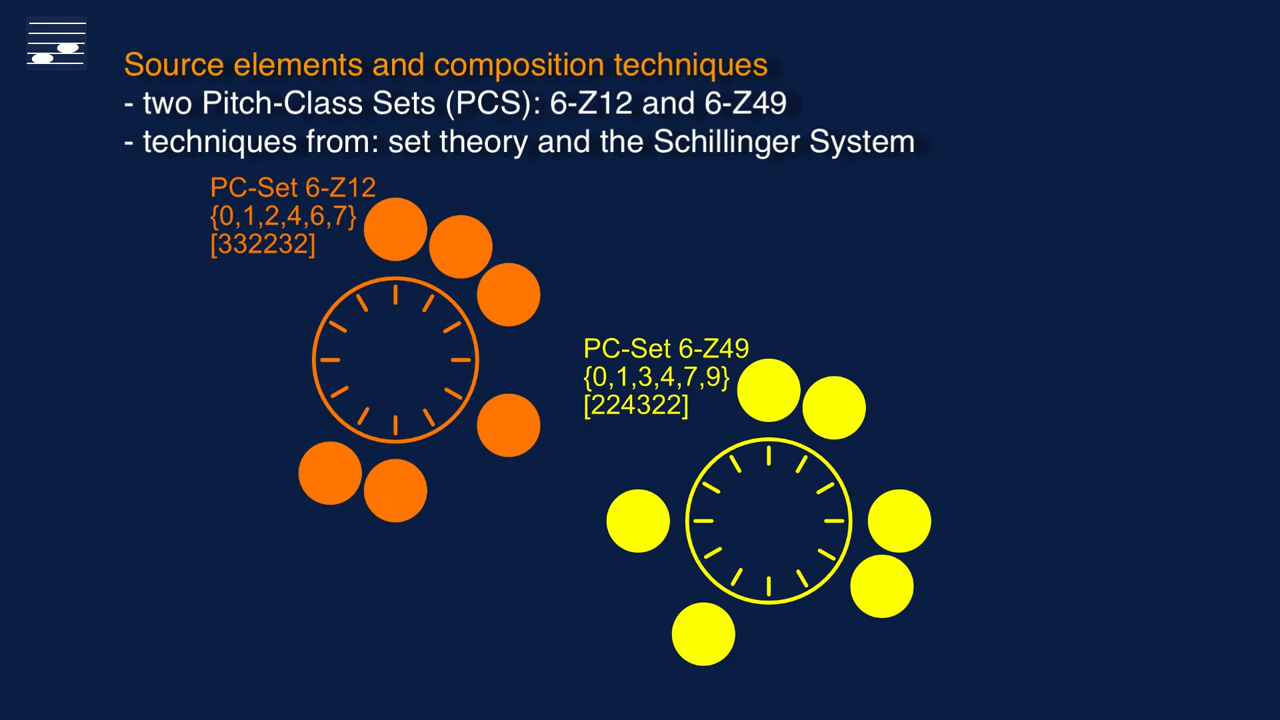 Source elements and composition techniques
- two Pitch-Class Sets (PCS): 6-Z12 and 6-Z49
- techniques from: set theory and the Schillinger System
PC-Set 6-Z12
{0,1,2,4,6,7}
[332232]
PC-Set 6-Z49
{0,1,3,4,7,9}
[224322]